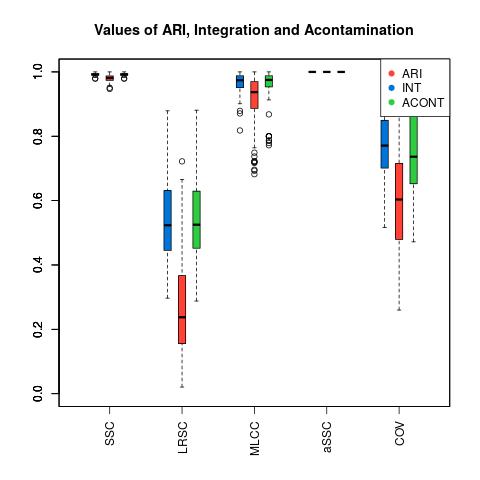 Values of ARI, Integration and Acontamination
ARI
INT
ACONT
1.0
0.8
0.6
0.4
0.2
0.0
SSC
LRSC
MLCC
aSSC
COV